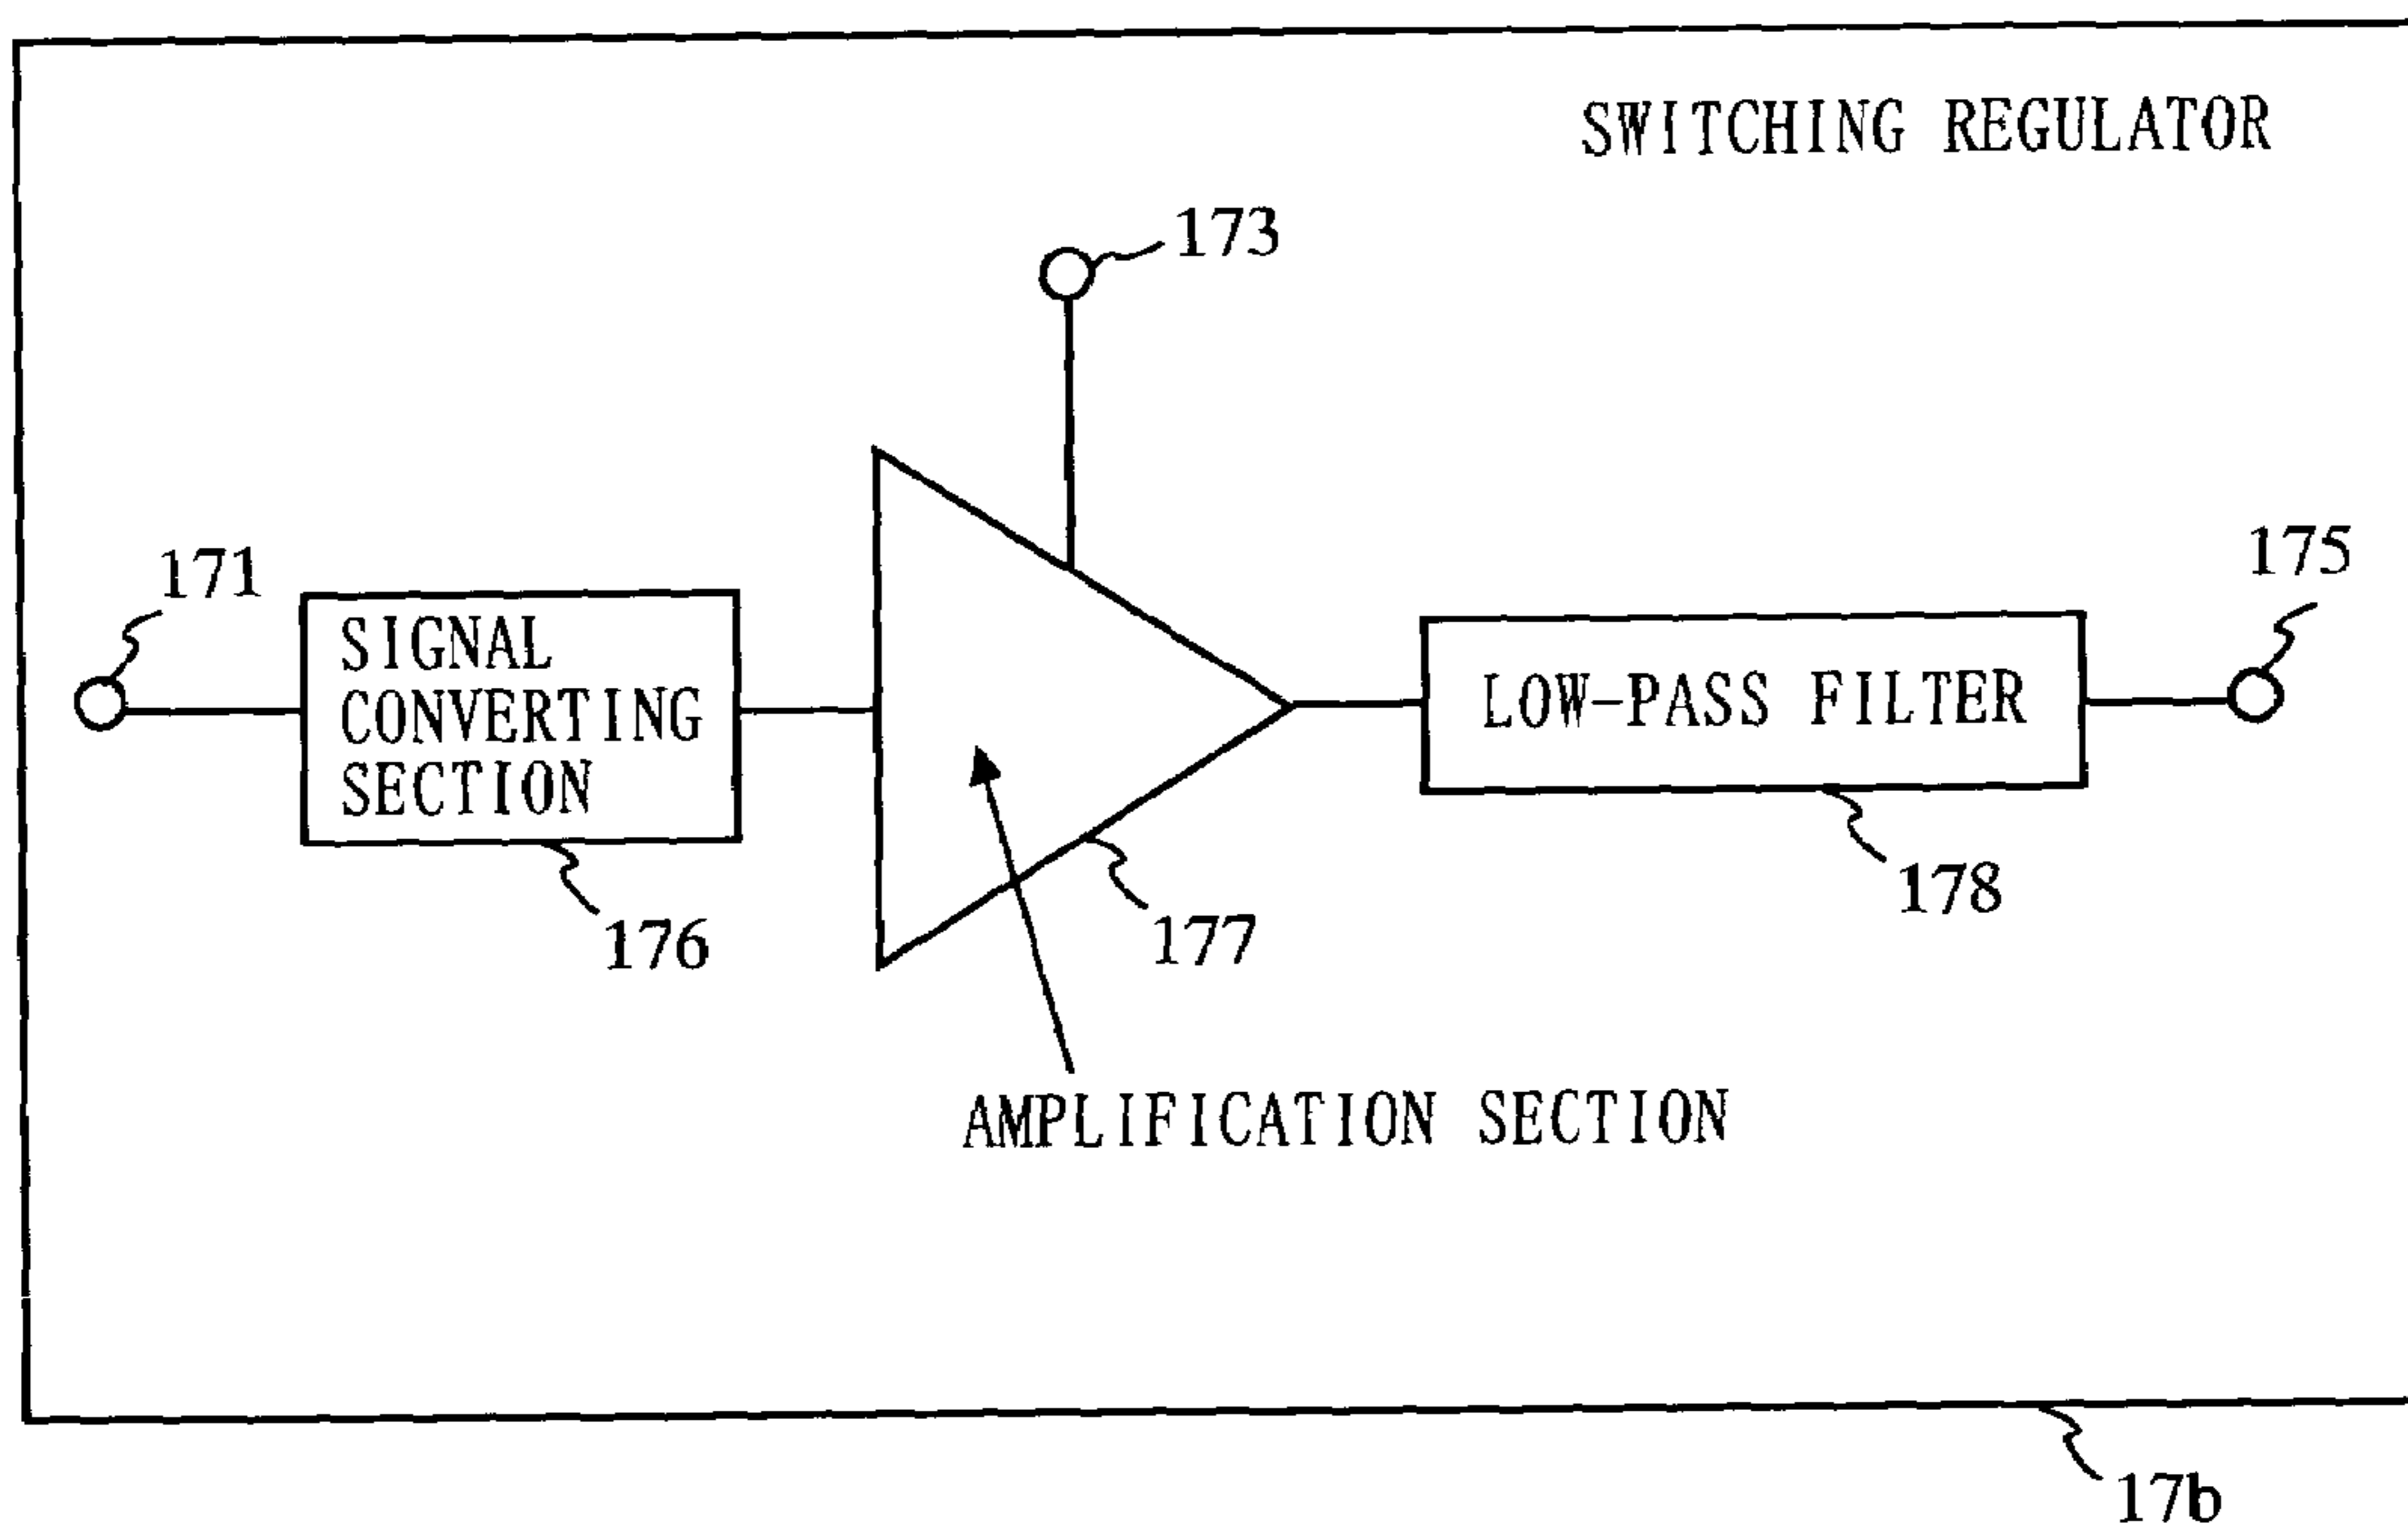 SWITCHING REGULATOR
173
171
175
SIGNAL
CONVERTING
SECTION
LOW-PASS FILTER
176
177
178
AMPLIFICATION SECTION
17b